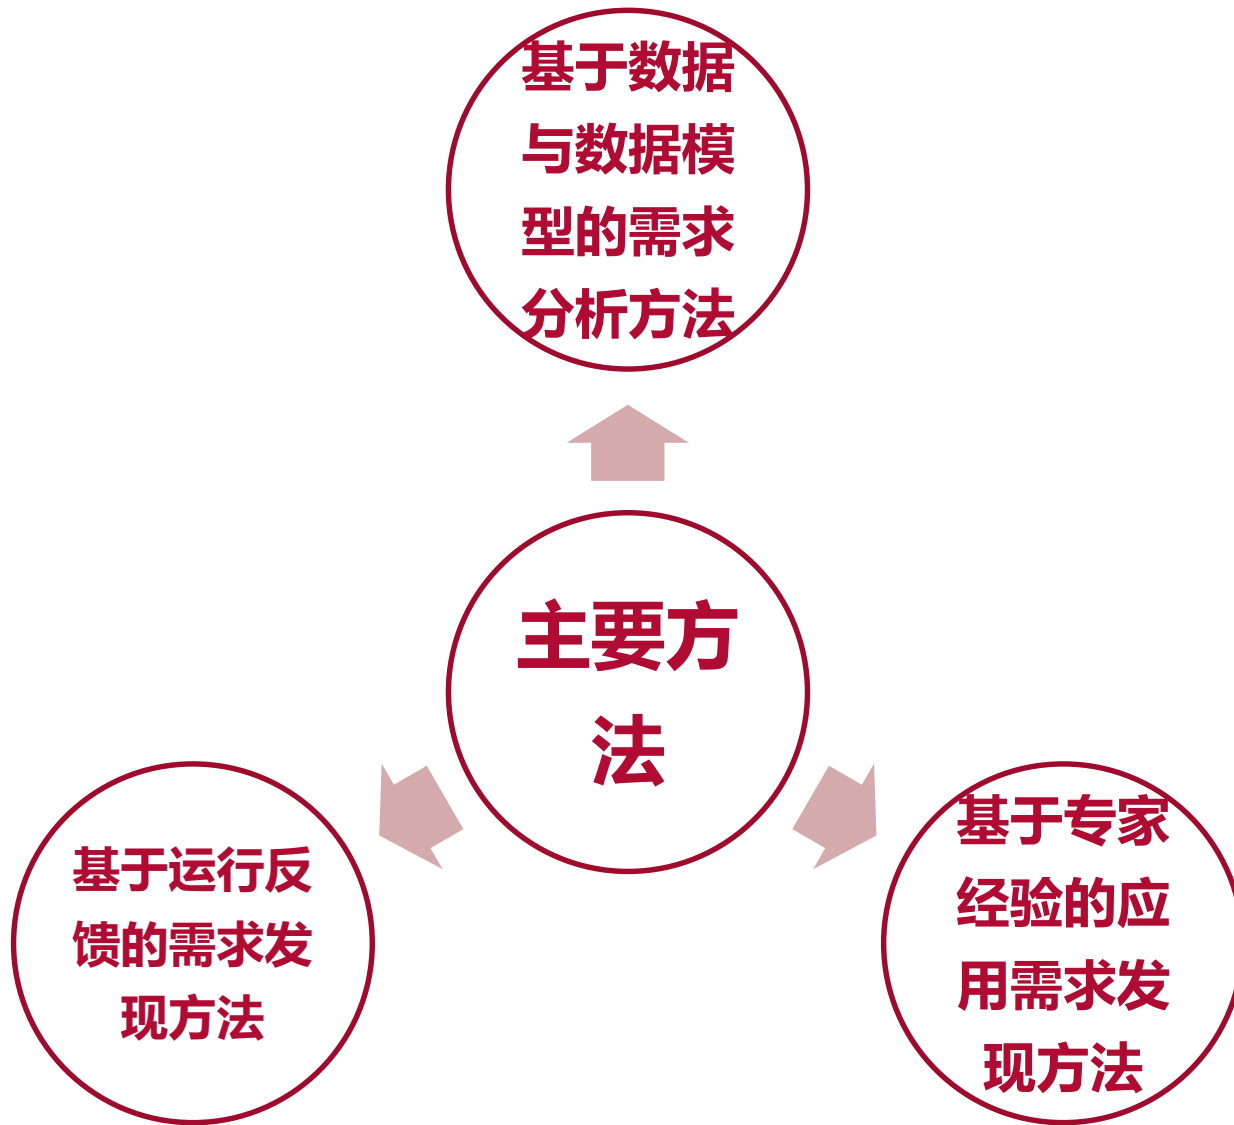 基于数据
与数据模
型的需求
分析方法
主要方
法
基于运行反
馈的需求发
现方法
基于专家
经验的应
用需求发
现方法